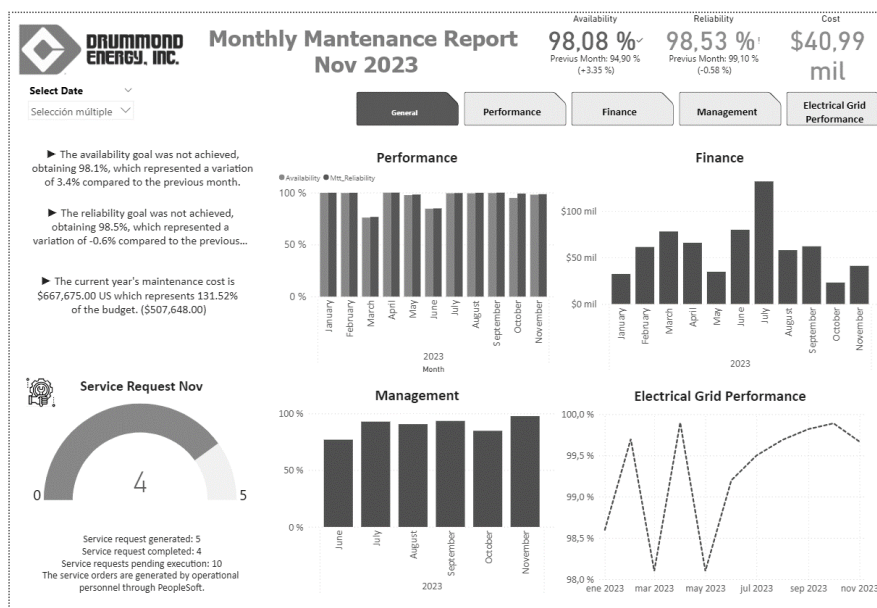 DRUMMOND
ENERGY, INC.
Monthly Mantenance Report
Nov 2023
Availability
98,08 %
Previus Month: 94,90 %
(+3.35 %)
Reliability
98,53 %!
Previus Month: 99,10 %
(-0.58 %)
Cost
$40,99
mil
Select Date
Selección múltiple
General
Performance
Finance
Management
Electrical Grid
Performance
► The availability goal was not achieved,
obtaining 98.1%, which represented a variation
of 3.4% compared to the previous month.
► The reliability goal was not achieved,
obtaining 98.5%, which represented a
variation of -0.6% compared to the previous...
► The current year's maintenance cost is
$667,675.00 US which represents 131.52%
of the budget. ($507,648.00)
Performance
Availability Mtt_Reliability
100 %
50 %
0 %
January
February
March
April
May
June
July
August
September
October
November
2023
Month
Finance
$100 mil
$50 mil
$0 mil
January
February
March
April
May
June
July
August
September
October
November
2023
Service Request Nov
4
0
5
Service request generated: 5
Service request completed: 4
Service requests pending execution: 10
The service orders are generated by operational
personnel through PeopleSoft.
Management
100 %
50 %
0 %
June
July
August
September
October
November
2023
Electrical Grid Performance
100,0 %
99,5 %
99,0 %
98,5 %
98,0 %
ene 2023
mar 2023
may 2023
jul 2023
sep 2023
nov 2023